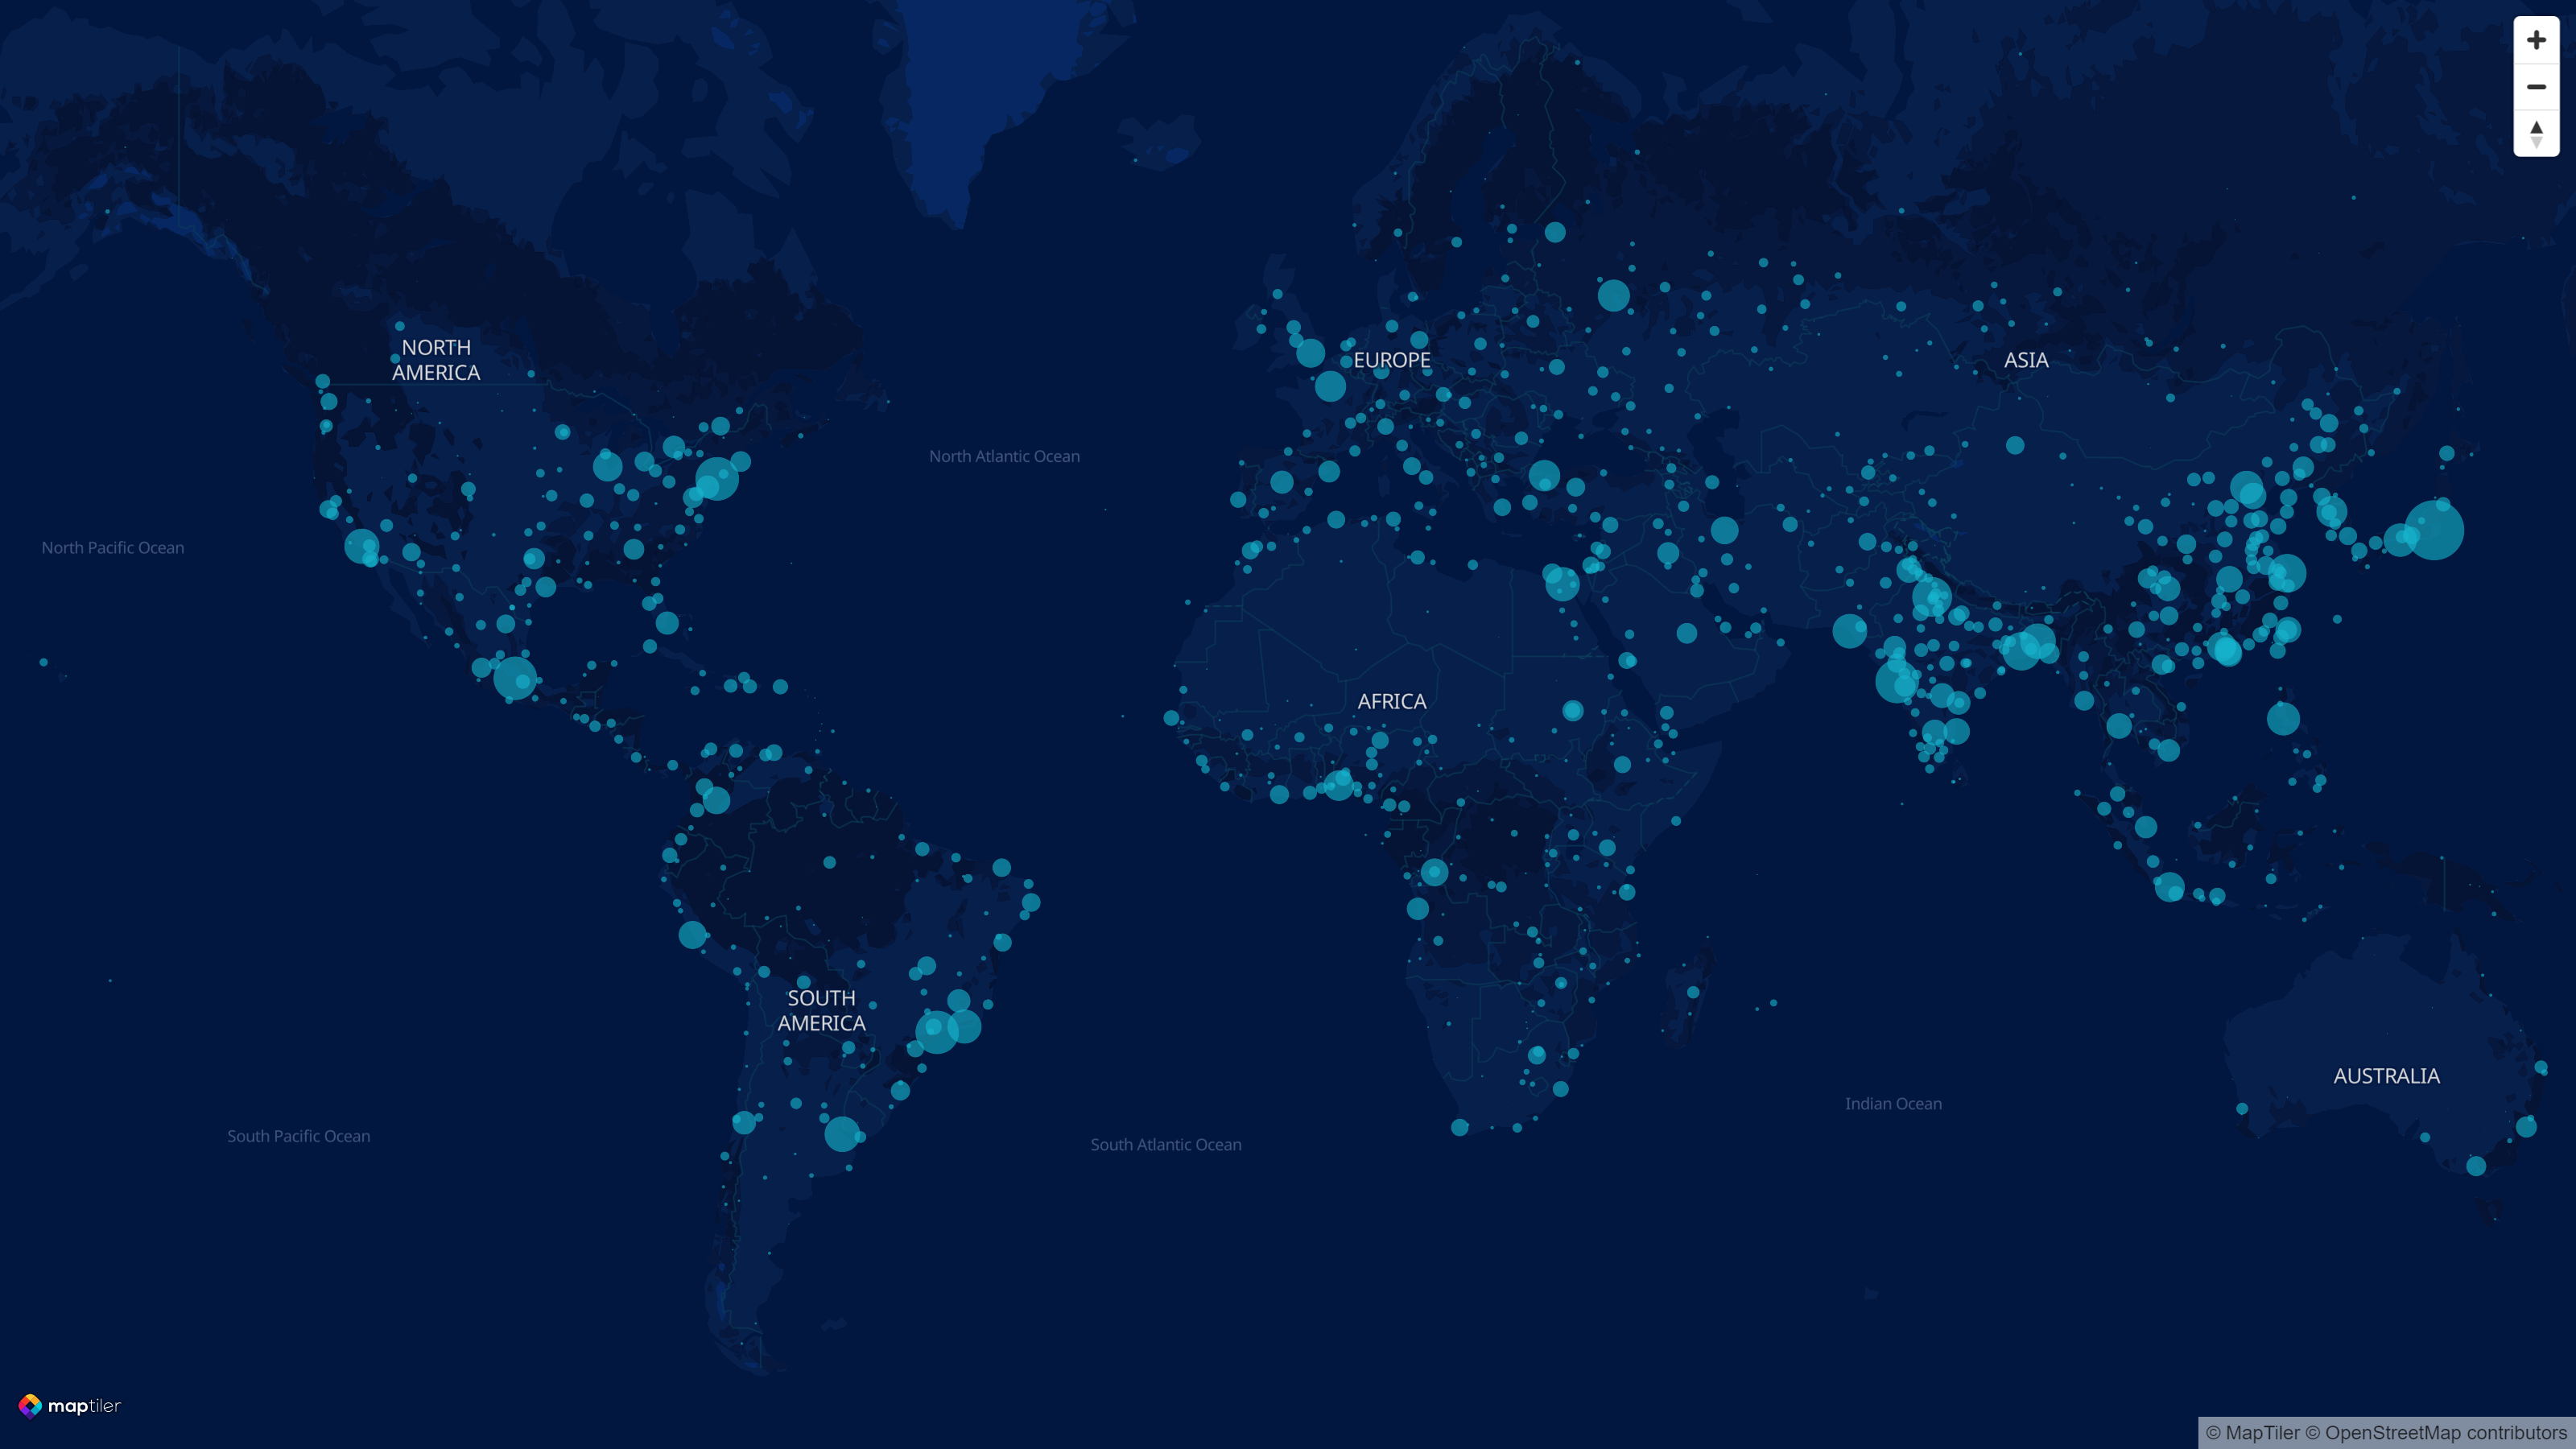 NORTH
AMERICA
EUROPE
ASIA
North Atlantic Ocean
North Pacific Ocean
AFRICA
SOUTH
AMERICA
AUSTRALIA
Indian Ocean
South Pacific Ocean
South Atlantic Ocean
maptiler
© MapTiler © OpenStreetMap contributors